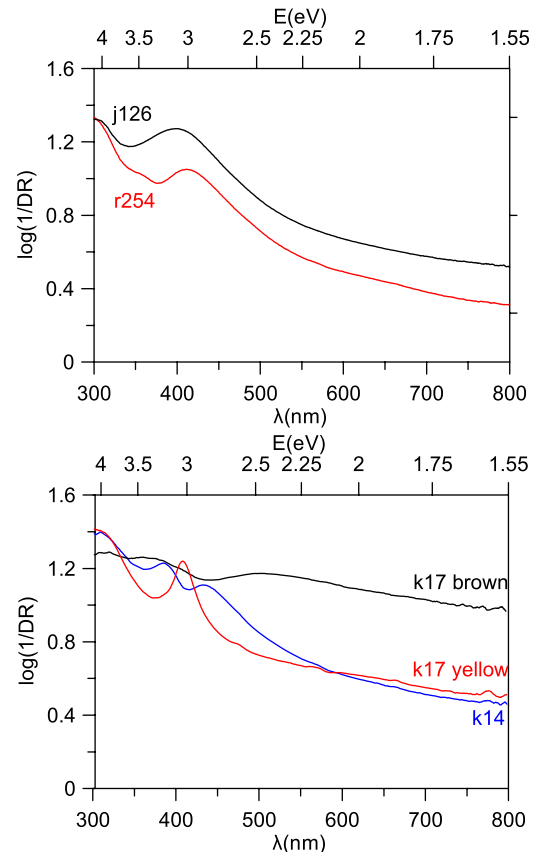 E(eV)
4 3.5 3 2.5 2.25 2 1.75 1.55
1.6
j126
1.2
log(1/DR)
r254
0.8
0.4
0
300 400 500 600 700 800
λ(nm)
E(eV)
4 3.5 3 2.5 2.25 2 1.75 1.55
1.6
1.2
k17 brown
log(1/DR)
0.8
k17 yellow
0.4
k14
0
300 400 500 600 700 800
λ(nm)